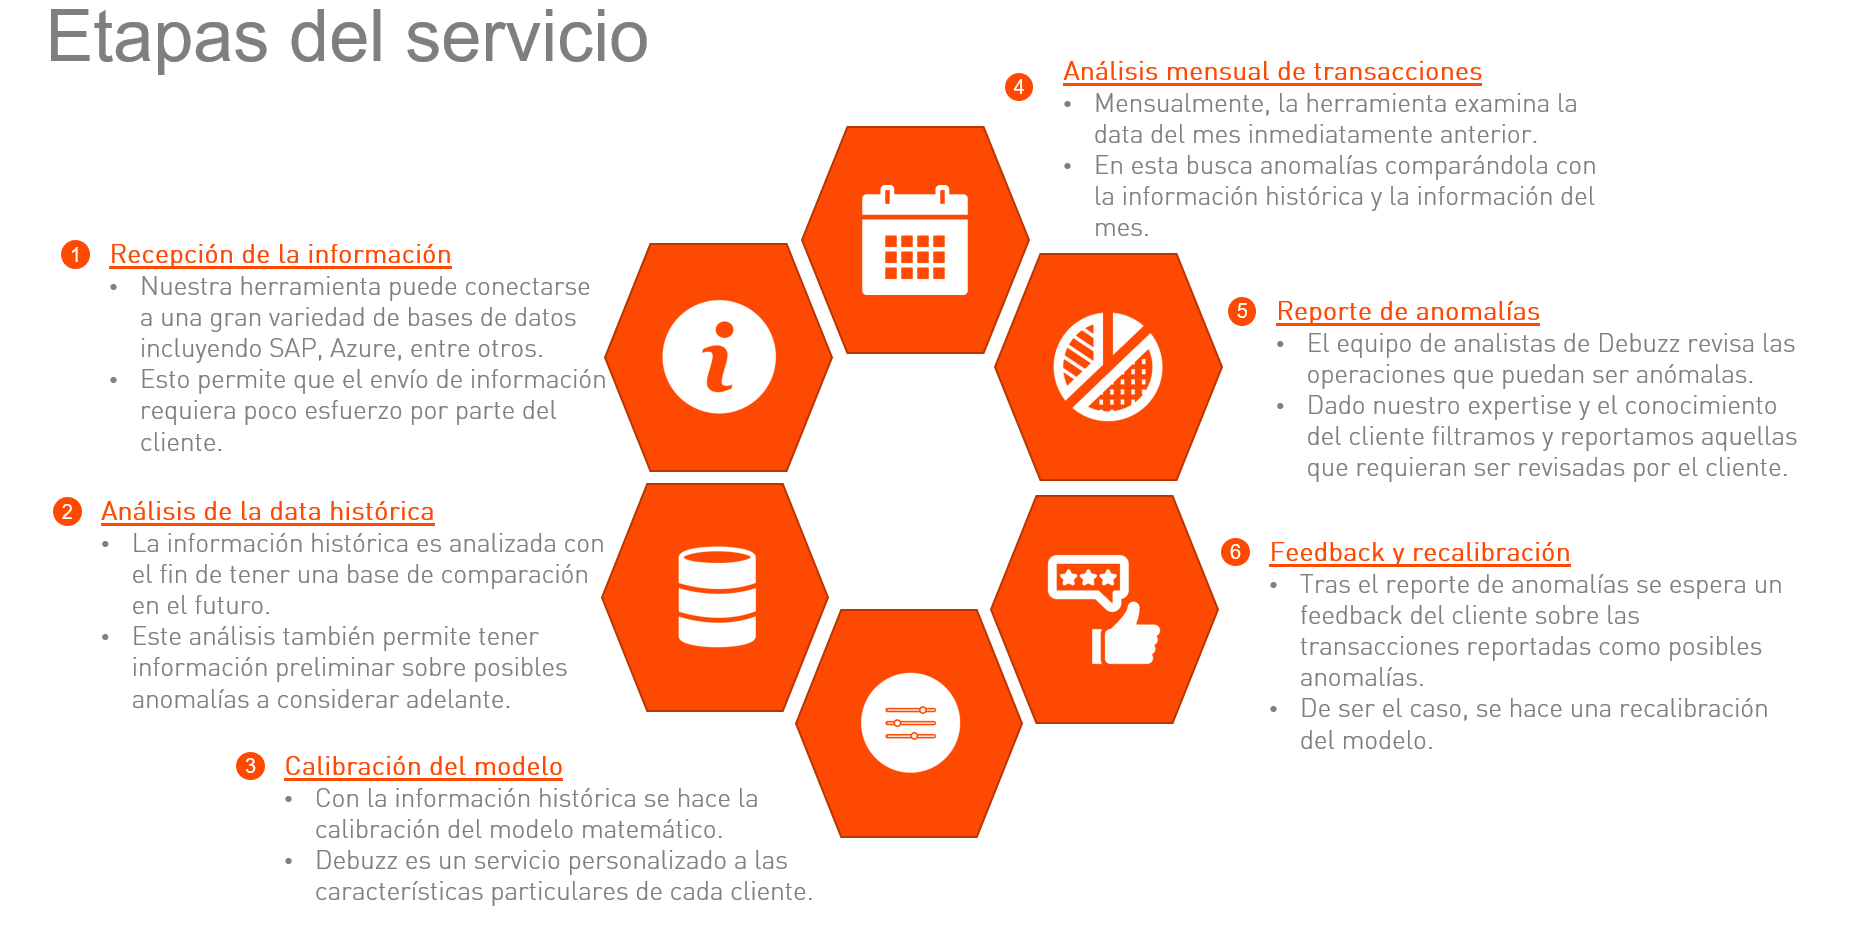 Etapas del servicio
1 Recepción de la información
• Nuestra herramienta puede conectarse
a una gran variedad de bases de datos
incluyendo SAP, Azure, entre otros.
• Esto permite que el envío de información
requiera poco esfuerzo por parte del
cliente.
2 Análisis de la data histórica
• La información histórica es analizada con
el fin de tener una base de comparación
en el futuro.
• Este análisis también permite tener
información preliminar sobre posibles
anomalías a considerar adelante.
3 Calibración del modelo
• Con la información histórica se hace la
calibración del modelo matemático.
• Debuzz es un servicio personalizado a las
características particulares de cada cliente.
4 Análisis mensual de transacciones
• Mensualmente, la herramienta examina la
data del mes inmediatamente anterior.
• En esta busca anomalías comparándola con
la información histórica y la información del
mes.
5 Reporte de anomalías
• El equipo de analistas de Debuzz revisa las
operaciones que puedan ser anómalas.
• Dado nuestro expertise y el conocimiento
del cliente filtramos y reportamos aquellas
que requieran ser revisadas por el cliente.
6 Feedback y recalibración
• Tras el reporte de anomalías se espera un
feedback del cliente sobre las
transacciones reportadas como posibles
anomalías.
• De ser el caso, se hace una recalibración
del modelo.